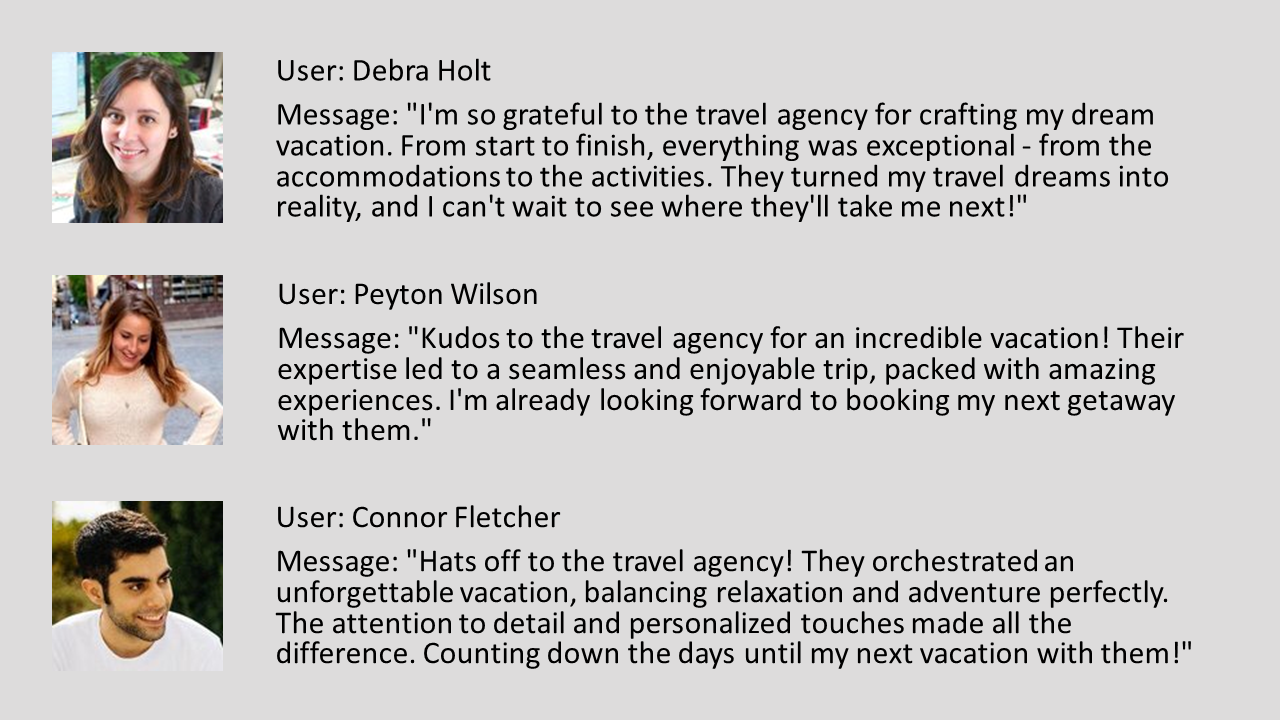 User: Debra Holt
Message: "I'm so grateful to the travel agency for crafting my dream
vacation. From start to finish, everything was exceptional - from the
accommodations to the activities. They turned my travel dreams into
reality, and I can't wait to see where they'll take me next!"
User: Peyton Wilson
Message: "Kudos to the travel agency for an incredible vacation! Their
expertise led to a seamless and enjoyable trip, packed with amazing
experiences. I'm already looking forward to booking my next getaway
with them."
User: Connor Fletcher
Message: "Hats off to the travel agency! They orchestrated an
unforgettable vacation, balancing relaxation and adventure perfectly.
The attention to detail and personalized touches made all the
difference. Counting down the days until my next vacation with them!"